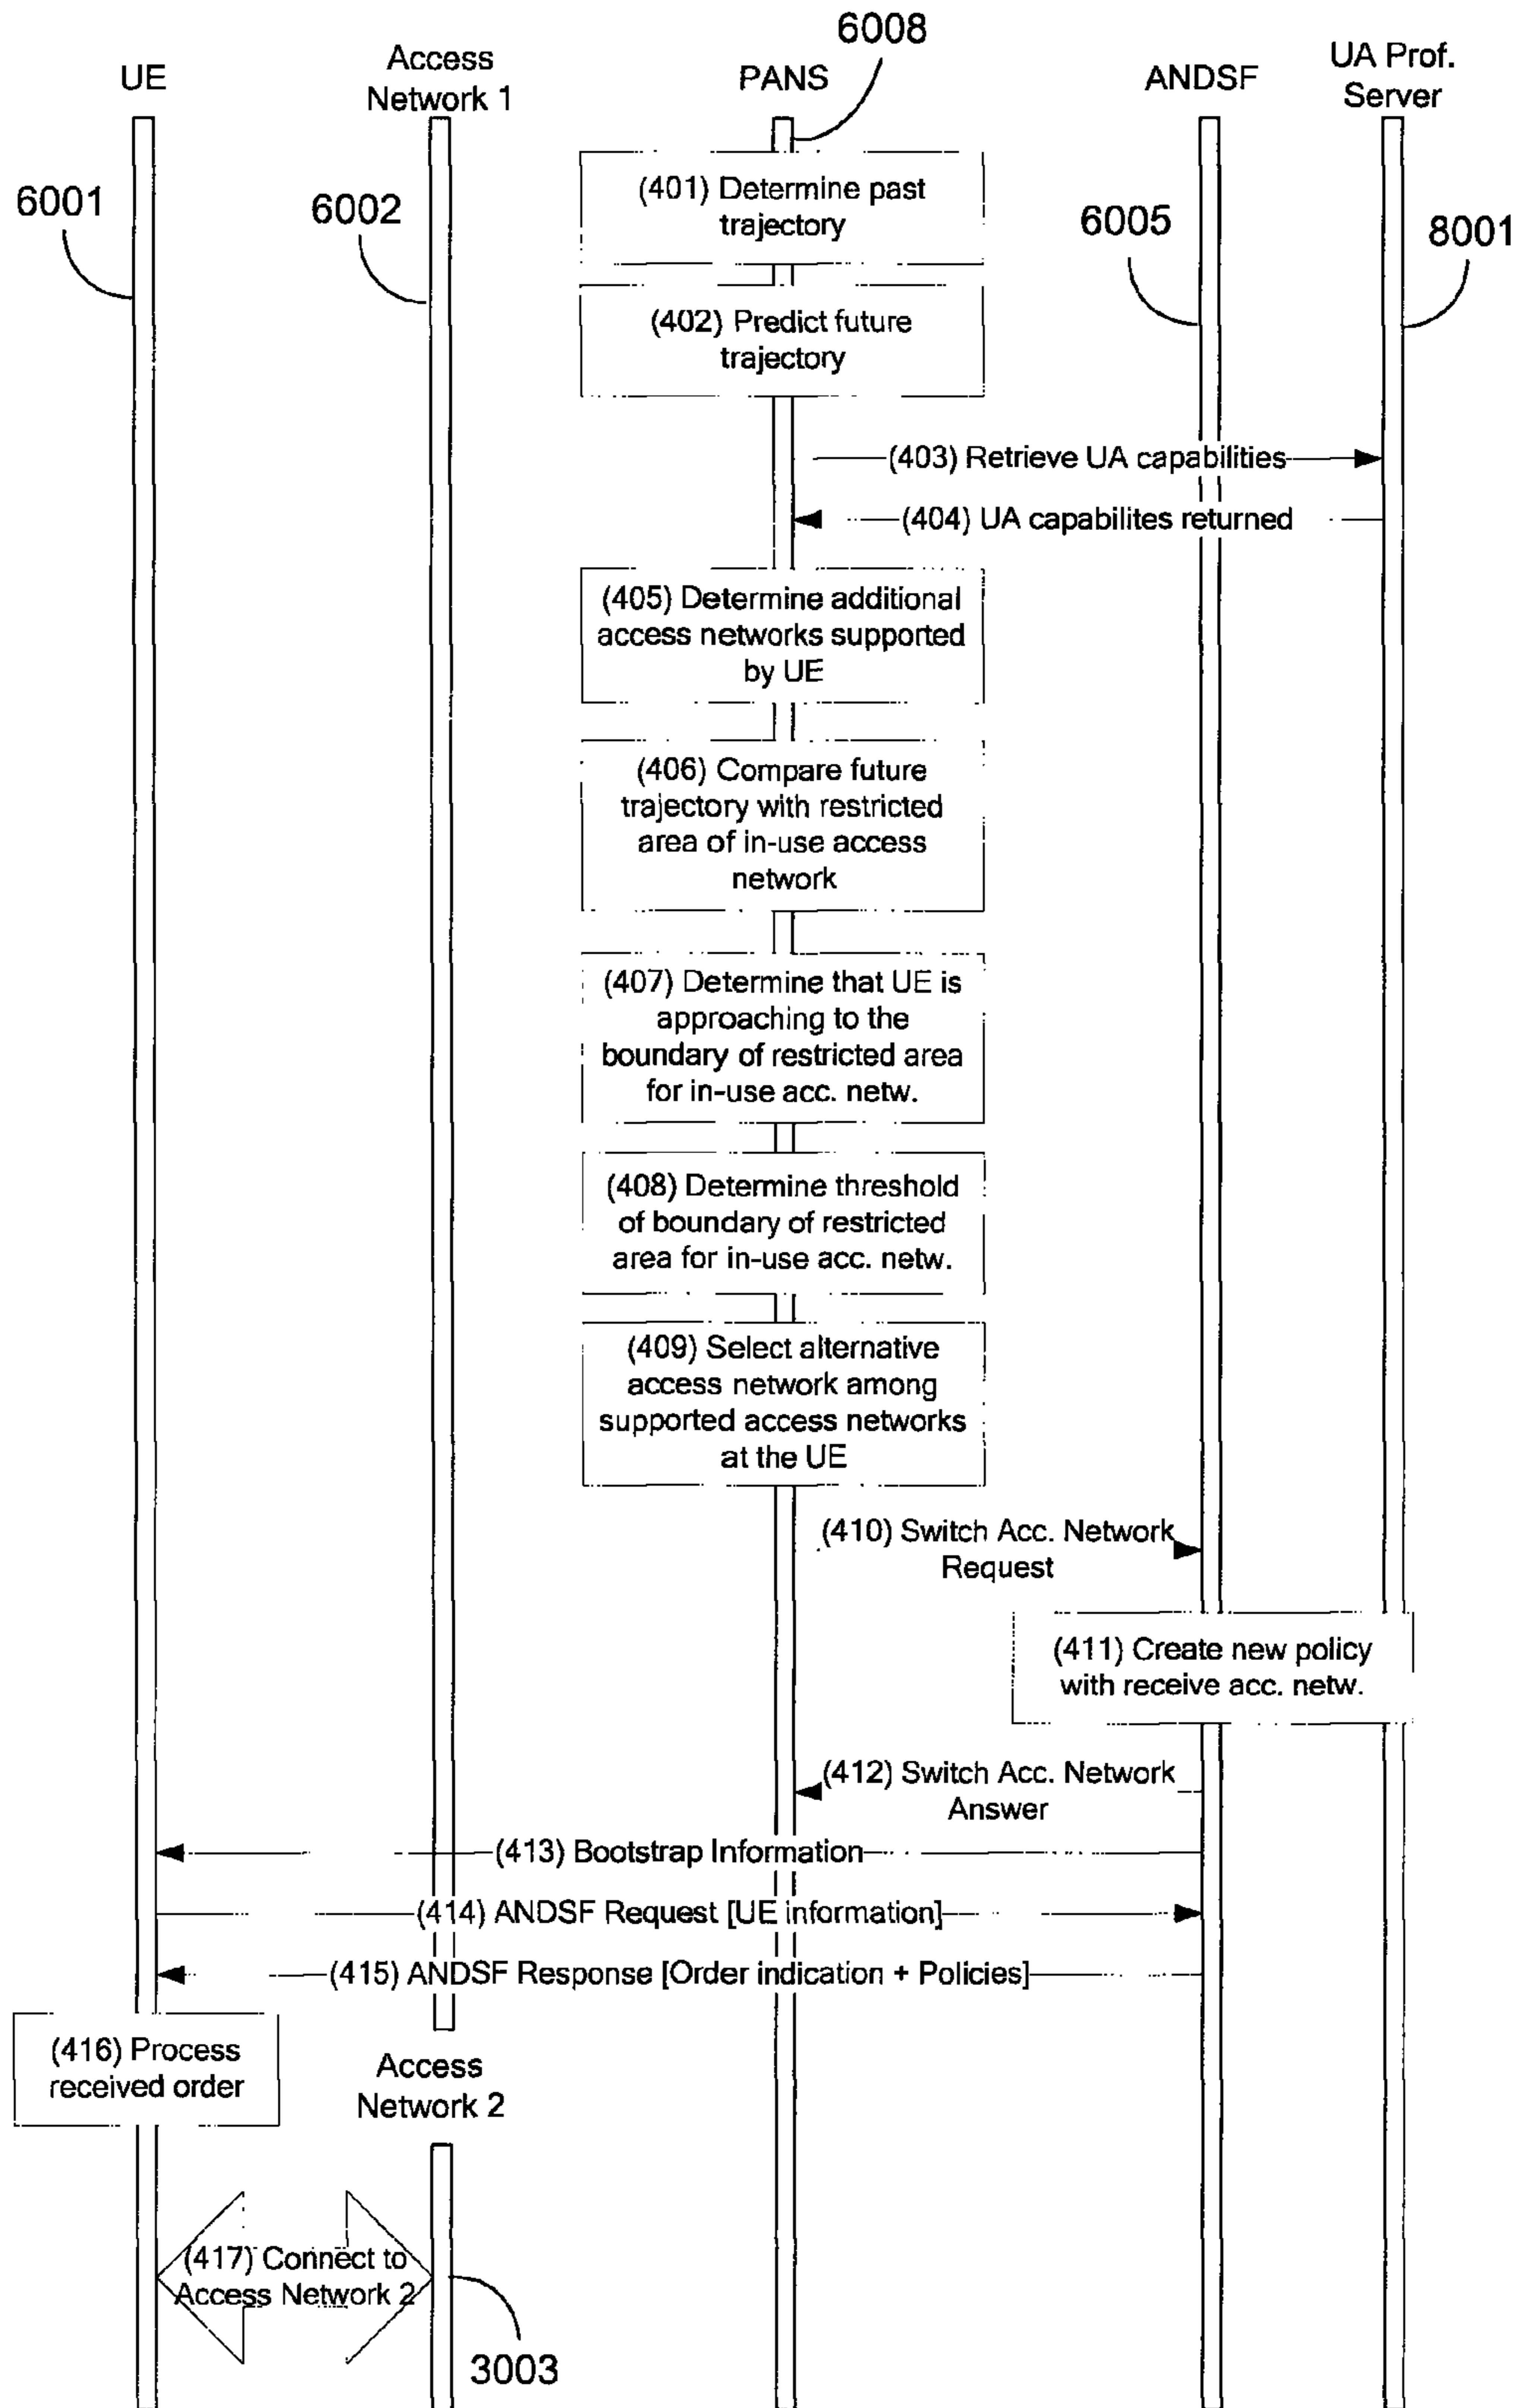 6008
UE
Access
Network 1
PANS
ANDSF
UA Prof.
Server
6001
6002
6005
8001
(401) Determine past
trajectory
(402) Predict future
trajectory
(403) Retrieve UA capabilities
(404) UA capabilites returned
(405) Determine additional
access networks supported
by UE
(406) Compare future
trajectory with restricted
area of in-use access
network
(407) Determine that UE is
approaching to the
boundary of restricted area
for in-use acc. netw.
(408) Determine threshold
of boundary of restricted
area for in-use acc. netw.
(409) Select alternative
access network among
supported access networks
at the UE
(410) Switch Acc. Network
Request
(411) Create new policy
with receive acc. netw.
(412) Switch Acc. Network
Answer
(413) Bootstrap Information
(414) ANDSF Request [UE information]
(415) ANDSF Response [Order indication + Policies]
(416) Process
received order
Access
Network 2
(417) Connect to
Access Network 2
3003